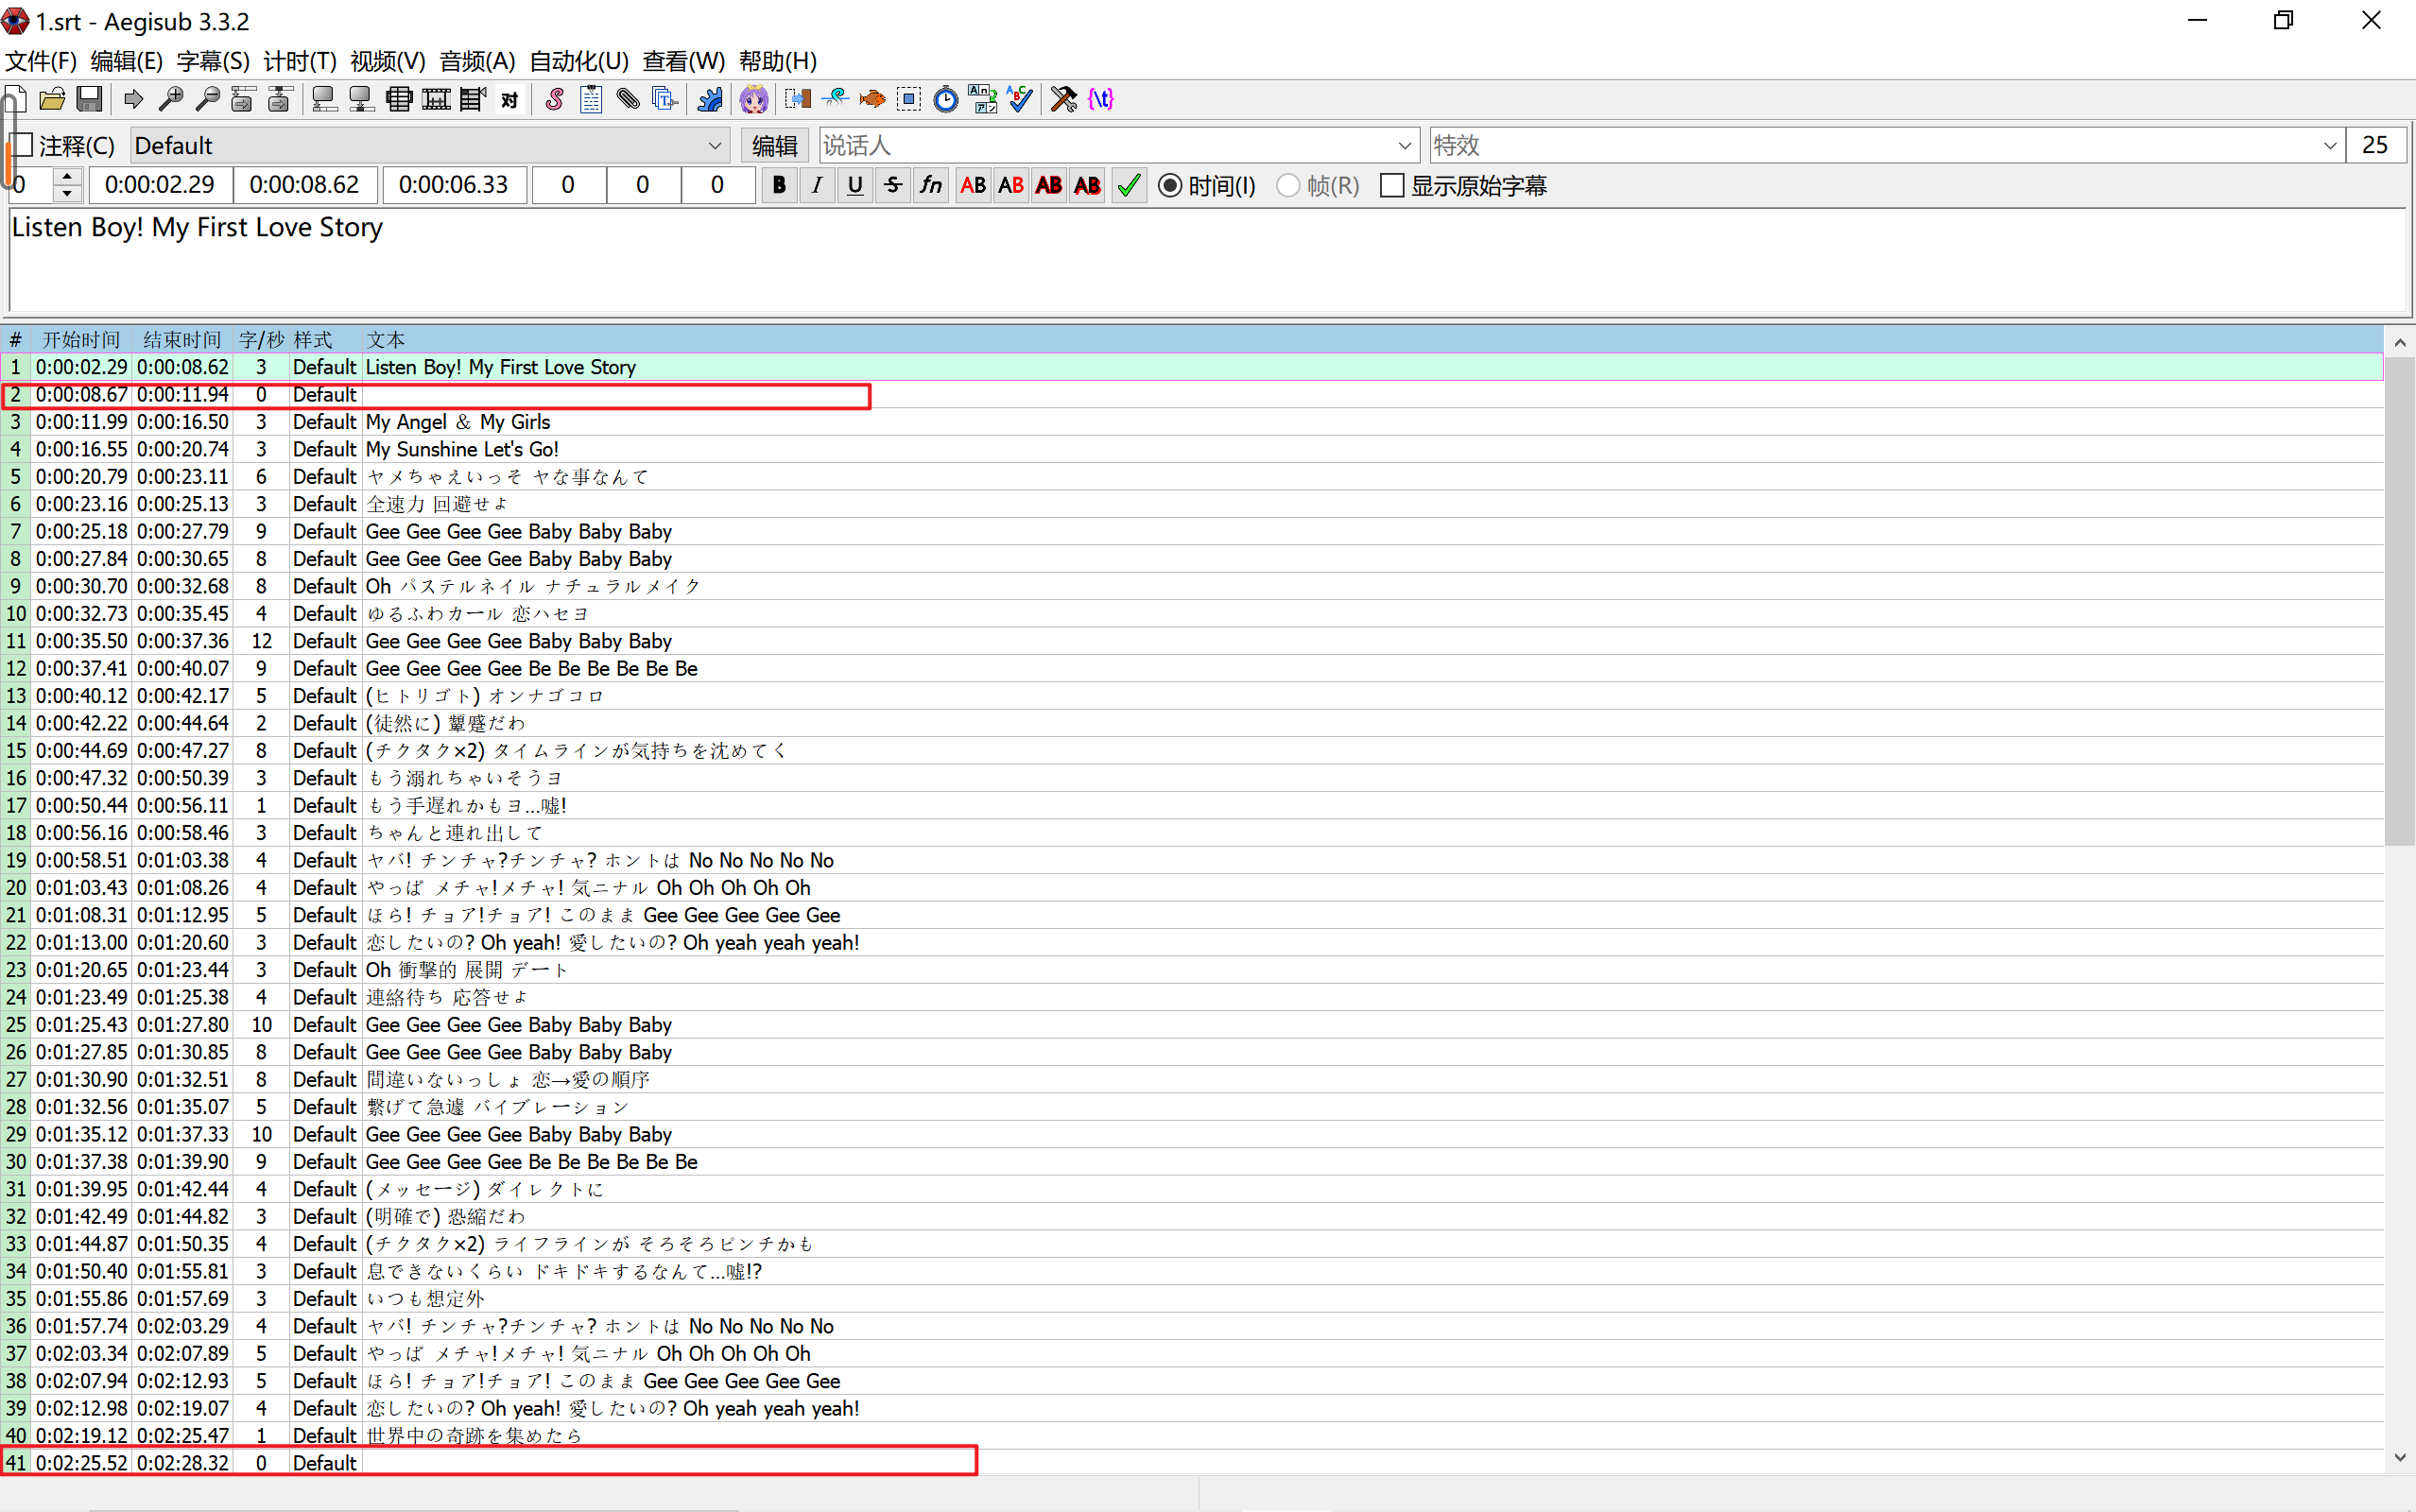 1.srt - Aegisub 3.3.2
文件(F) 编辑(E) 字幕(S) 计时(T) 视频(V) 音频(A) 自动化(U) 查看(W) 帮助(H)
注释(C) Default 编辑 说话人 特效 25
0 0:00:02.29 0:00:08.62 0:00:06.33 0 0 0 B I U S fn AB AB AB AB 时间(I) 帧(R) 显示原始字幕
Listen Boy! My First Love Story
# 开始时间 结束时间 字/秒 样式 文本
1 0:00:02.29 0:00:08.62 3 Default Listen Boy! My First Love Story
2 0:00:08.67 0:00:11.94 0 Default
3 0:00:11.99 0:00:16.50 3 Default My Angel ＆ My Girls
4 0:00:16.55 0:00:20.74 3 Default My Sunshine Let's Go!
5 0:00:20.79 0:00:23.11 6 Default ヤメちゃえいっそ ヤな事なんて
6 0:00:23.16 0:00:25.13 3 Default 全速力 回避せよ
7 0:00:25.18 0:00:27.79 9 Default Gee Gee Gee Gee Baby Baby Baby
8 0:00:27.84 0:00:30.65 8 Default Gee Gee Gee Gee Baby Baby Baby
9 0:00:30.70 0:00:32.68 8 Default Oh パステルネイル ナチュラルメイク
10 0:00:32.73 0:00:35.45 4 Default ゆるふわカール 恋ハセヨ
11 0:00:35.50 0:00:37.36 12 Default Gee Gee Gee Gee Baby Baby Baby
12 0:00:37.41 0:00:40.07 9 Default Gee Gee Gee Gee Be Be Be Be Be Be
13 0:00:40.12 0:00:42.17 5 Default (ヒトリゴト) オンナゴコロ
14 0:00:42.22 0:00:44.64 2 Default (徒然に) 顰蹙だわ
15 0:00:44.69 0:00:47.27 8 Default (チクタク×2) タイムラインが気持ちを沈めてく
16 0:00:47.32 0:00:50.39 3 Default もう溺れちゃいそうヨ
17 0:00:50.44 0:00:56.11 1 Default もう手遅れかもヨ…嘘!
18 0:00:56.16 0:00:58.46 3 Default ちゃんと連れ出して
19 0:00:58.51 0:01:03.38 4 Default ヤバ! チンチャ?チンチャ? ホントは No No No No No
20 0:01:03.43 0:01:08.26 4 Default やっぱ メチャ!メチャ! 気ニナル Oh Oh Oh Oh Oh
21 0:01:08.31 0:01:12.95 5 Default ほら! チョア!チョア! このまま Gee Gee Gee Gee Gee
22 0:01:13.00 0:01:20.60 3 Default 恋したいの? Oh yeah! 愛したいの? Oh yeah yeah yeah!
23 0:01:20.65 0:01:23.44 3 Default Oh 衝撃的 展開 デート
24 0:01:23.49 0:01:25.38 4 Default 連絡待ち 応答せよ
25 0:01:25.43 0:01:27.80 10 Default Gee Gee Gee Gee Baby Baby Baby
26 0:01:27.85 0:01:30.85 8 Default Gee Gee Gee Gee Baby Baby Baby
27 0:01:30.90 0:01:32.51 8 Default 間違いないっしょ 恋→愛の順序
28 0:01:32.56 0:01:35.07 5 Default 繋げて急遽 バイブレーション
29 0:01:35.12 0:01:37.33 10 Default Gee Gee Gee Gee Baby Baby Baby
30 0:01:37.38 0:01:39.90 9 Default Gee Gee Gee Gee Be Be Be Be Be Be
31 0:01:39.95 0:01:42.44 4 Default (メッセージ) ダイレクトに
32 0:01:42.49 0:01:44.82 3 Default (明確で) 恐縮だわ
33 0:01:44.87 0:01:50.35 4 Default (チクタク×2) ライフラインが そろそろピンチかも
34 0:01:50.40 0:01:55.81 3 Default 息できないくらい ドキドキするなんて…嘘!?
35 0:01:55.86 0:01:57.69 3 Default いつも想定外
36 0:01:57.74 0:02:03.29 4 Default ヤバ! チンチャ?チンチャ? ホントは No No No No No
37 0:02:03.34 0:02:07.89 5 Default やっぱ メチャ!メチャ! 気ニナル Oh Oh Oh Oh Oh
38 0:02:07.94 0:02:12.93 5 Default ほら! チョア!チョア! このまま Gee Gee Gee Gee Gee
39 0:02:12.98 0:02:19.07 4 Default 恋したいの? Oh yeah! 愛したいの? Oh yeah yeah yeah!
40 0:02:19.12 0:02:25.47 1 Default 世界中の奇跡を集めたら
41 0:02:25.52 0:02:28.32 0 Default